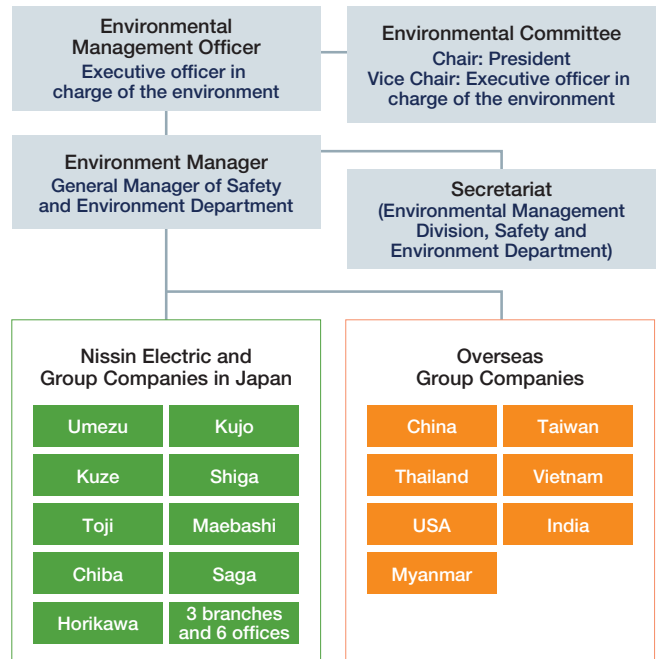 Environmental
Management Officer
Executive officer in
charge of the environment
Environmental Committee
Chair: President
Vice Chair: Executive officer in
charge of the environment
Environment Manager
General Manager of Safety
and Environment Department
Secretariat
(Environmental Management
Division, Safety and
Environment Department)
Nissin Electric and
Group Companies in Japan
Umezu
Kujo
Kuze
Shiga
Toji
Maebashi
Chiba
Saga
Horikawa
3 branches
and 6 offices
Overseas
Group Companies
China
Taiwan
Thailand
Vietnam
USA
India
Myanmar